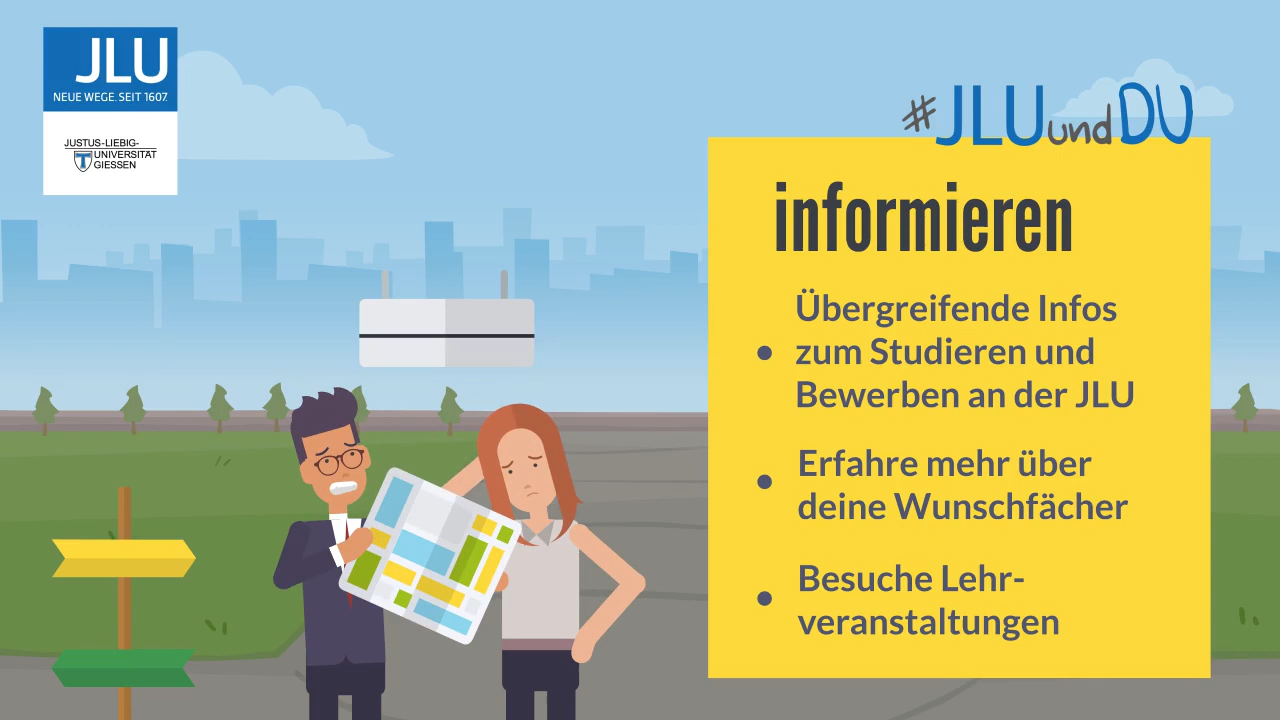 JLU
NEUE WEGE. SEIT 1607.
JUSTUS-LIEBIG-
UNIVERSITÄT
GIESSEN
#JLUundDU
informieren
Übergreifende Infos
• zum Studieren und
Bewerben an der JLU
• Erfahre mehr über
deine Wunschfächer
• Besuche Lehr-
veranstaltungen